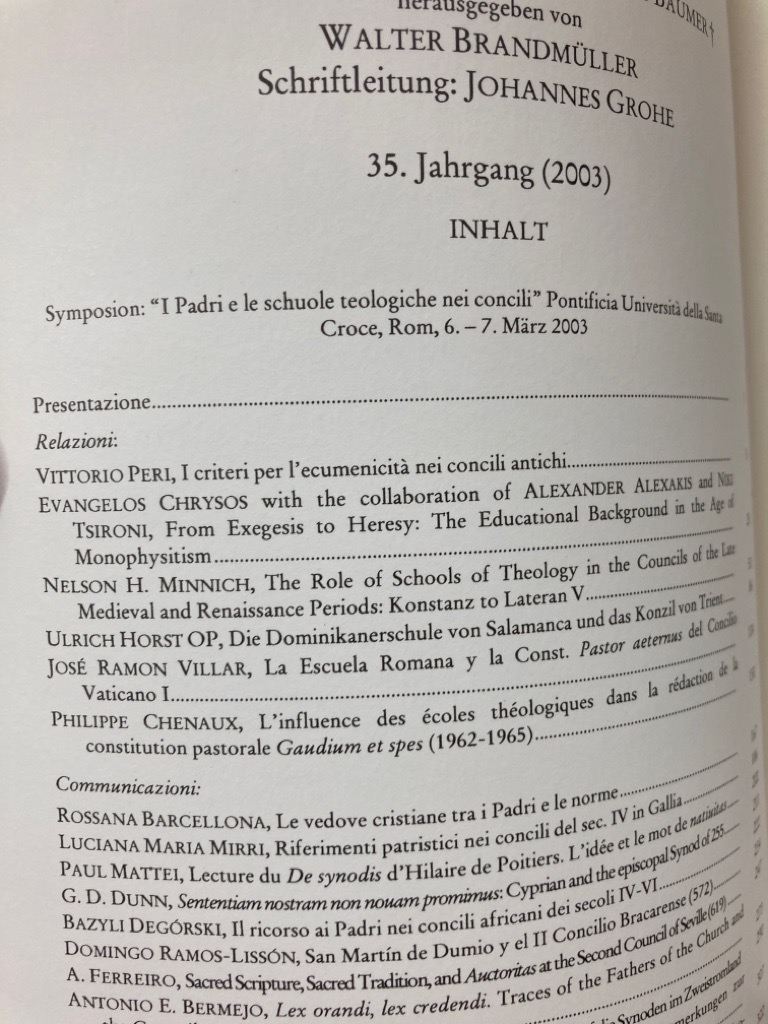 herausgegeben von
BÄUMER†
WALTER BRANDMÜLLER
Schriftleitung: JOHANNES GROHE
35. Jahrgang (2003)
INHALT
Symposion: “I Padri e le schuole teologiche nei concili” Pontificia Università della Santa
Croce, Rom, 6. – 7. März 2003
Presentazione
Relazioni:
VITTORIO PERI, I criteri per l’ecumenicità nei concili antichi
EVANGELOS CHRYSOS with the collaboration of ALEXANDER ALEXAKIS and NIKI
TSIRONI, From Exegesis to Heresy: The Educational Background in the Age of
Monophysitism
NELSON H. MINNICH, The Role of Schools of Theology in the Councils of the Late
Medieval and Renaissance Periods: Konstanz to Lateran V
ULRICH HORST OP, Die Dominikanerschule von Salamanca und das Konzil von Trient
JOSÉ RAMON VILLAR, La Escuela Romana y la Const. Pastor aeternus del Concilio
Vaticano I
PHILIPPE CHENAUX, L’influence des écoles théologiques dans la rédaction de la
constitution pastorale Gaudium et spes (1962-1965)
Communicazioni:
ROSSANA BARCELLONA, Le vedove cristiane tra i Padri e le norme
LUCIANA MARIA MIRRI, Riferimenti patristici nei concili del sec. IV in Gallia
PAUL MATTEI, Lecture du De synodis d’Hilaire de Poitiers. L’idée et le mot de nativitas
G. D. DUNN, Sententiam nostram non nouam promimus: Cyprian and the episcopal Synod of 255
BAZYLI DEGÓRSKI, Il ricorso ai Padri nei concili africani dei secoli IV-VI
DOMINGO RAMOS-LISSÓN, San Martín de Dumio y el II Concilio Bracarense (572)
A. FERREIRO, Sacred Scripture, Sacred Tradition, and Auctoritas at the Second Council of Seville (619)
ANTONIO E. BERMEJO, Lex orandi, lex credendi. Traces of the Fathers of the Church and
Synoden im Zweistromland
merkungen zur